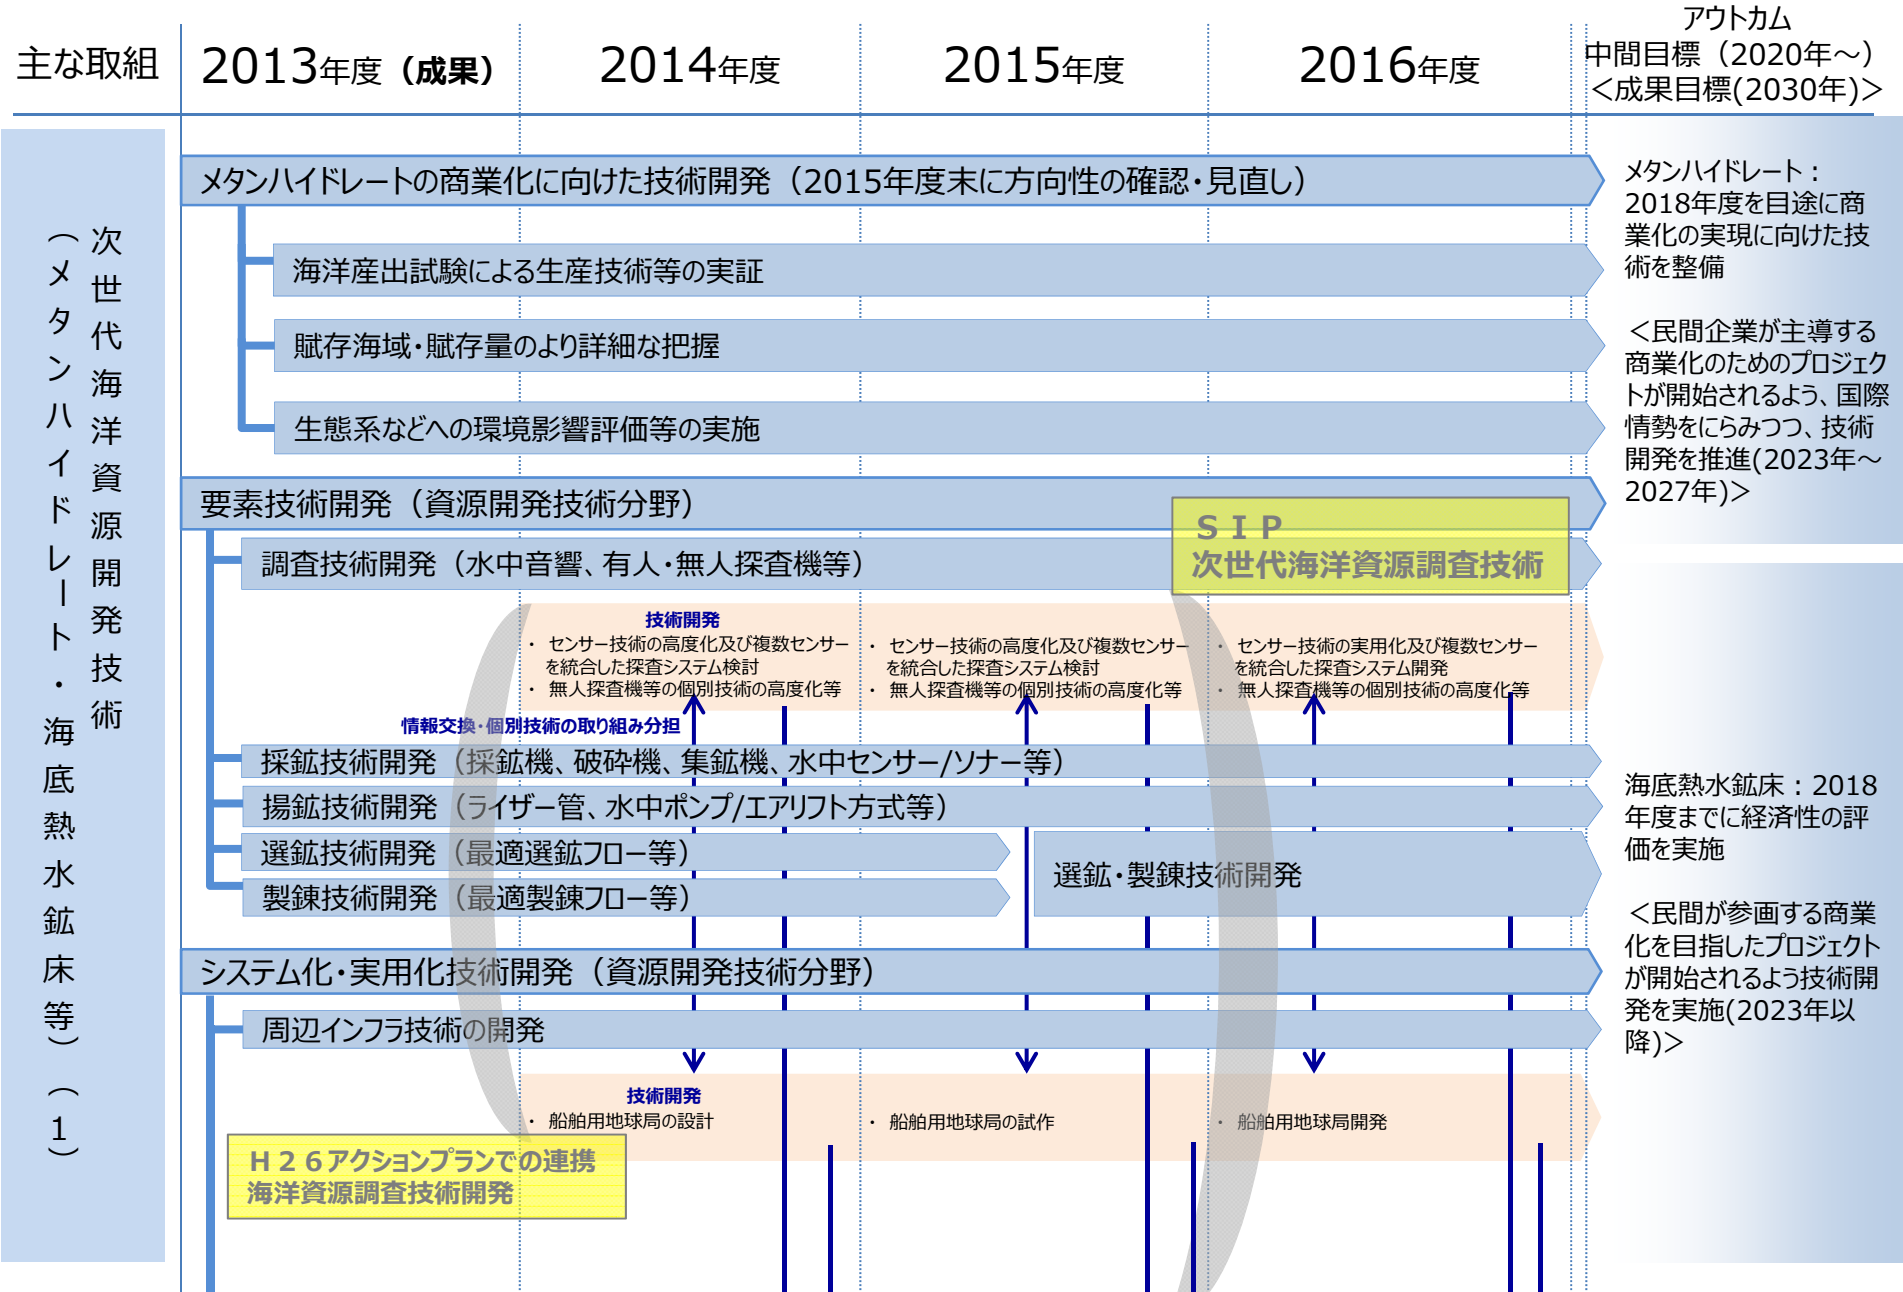 主な取組
2013年度（成果）
2014年度
2015年度
2016年度
アウトカム
中間目標（2020年～）
＜成果目標(2030年)＞
次世代海洋資源開発技術
（メタンハイドレート・海底熱水鉱床等）（１）
メタンハイドレートの商業化に向けた技術開発（2015年度末に方向性の確認・見直し）
海洋産出試験による生産技術等の実証
賦存海域・賦存量のより詳細な把握
生態系などへの環境影響評価等の実施
要素技術開発（資源開発技術分野）
ＳＩＰ
次世代海洋資源調査技術
調査技術開発（水中音響、有人・無人探査機等）
技術開発
・ センサー技術の高度化及び複数センサー
を統合した探査システム検討
・ 無人探査機等の個別技術の高度化等
・ センサー技術の高度化及び複数センサー
を統合した探査システム検討
・ 無人探査機等の個別技術の高度化等
・ センサー技術の実用化及び複数センサー
を統合した探査システム開発
・ 無人探査機等の個別技術の高度化等
情報交換・個別技術の取り組み分担
採鉱技術開発（採鉱機、破砕機、集鉱機、水中センサー/ソナー等）
揚鉱技術開発（ライザー管、水中ポンプ/エアリフト方式等）
選鉱技術開発（最適選鉱フロー等）
製錬技術開発（最適製錬フロー等）
選鉱・製錬技術開発
システム化・実用化技術開発（資源開発技術分野）
周辺インフラ技術の開発
技術開発
・ 船舶用地球局の設計
・ 船舶用地球局の試作
・ 船舶用地球局開発
Ｈ２６アクションプランでの連携
海洋資源調査技術開発
メタンハイドレート：
2018年度を目途に商
業化の実現に向けた技
術を整備
＜民間企業が主導する
商業化のためのプロジェク
トが開始されるよう、国際
情勢をにらみつつ、技術
開発を推進(2023年～
2027年)＞
海底熱水鉱床：2018
年度までに経済性の評
価を実施
＜民間が参画する商業
化を目指したプロジェクト
が開始されるよう技術開
発を実施(2023年以
降)＞